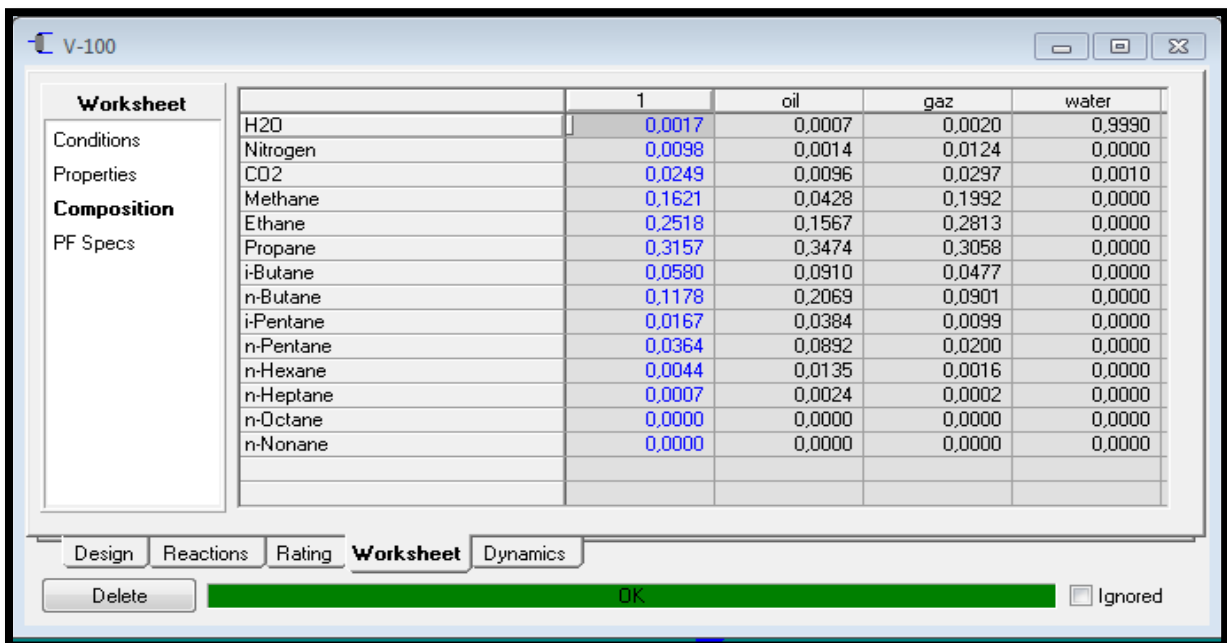 V-100
Worksheet
Conditions
Properties
Composition
PF Specs
1 oil gaz water
H2O 0,0017 0,0007 0,0020 0,9990
Nitrogen 0,0098 0,0014 0,0124 0,0000
CO2 0,0249 0,0096 0,0297 0,0010
Methane 0,1621 0,0428 0,1992 0,0000
Ethane 0,2518 0,1567 0,2813 0,0000
Propane 0,3157 0,3474 0,3058 0,0000
i-Butane 0,0580 0,0910 0,0477 0,0000
n-Butane 0,1178 0,2069 0,0901 0,0000
i-Pentane 0,0167 0,0384 0,0099 0,0000
n-Pentane 0,0364 0,0892 0,0200 0,0000
n-Hexane 0,0044 0,0135 0,0016 0,0000
n-Heptane 0,0007 0,0024 0,0002 0,0000
n-Octane 0,0000 0,0000 0,0000 0,0000
n-Nonane 0,0000 0,0000 0,0000 0,0000
Design Reactions Rating Worksheet Dynamics
Delete OK Ignored